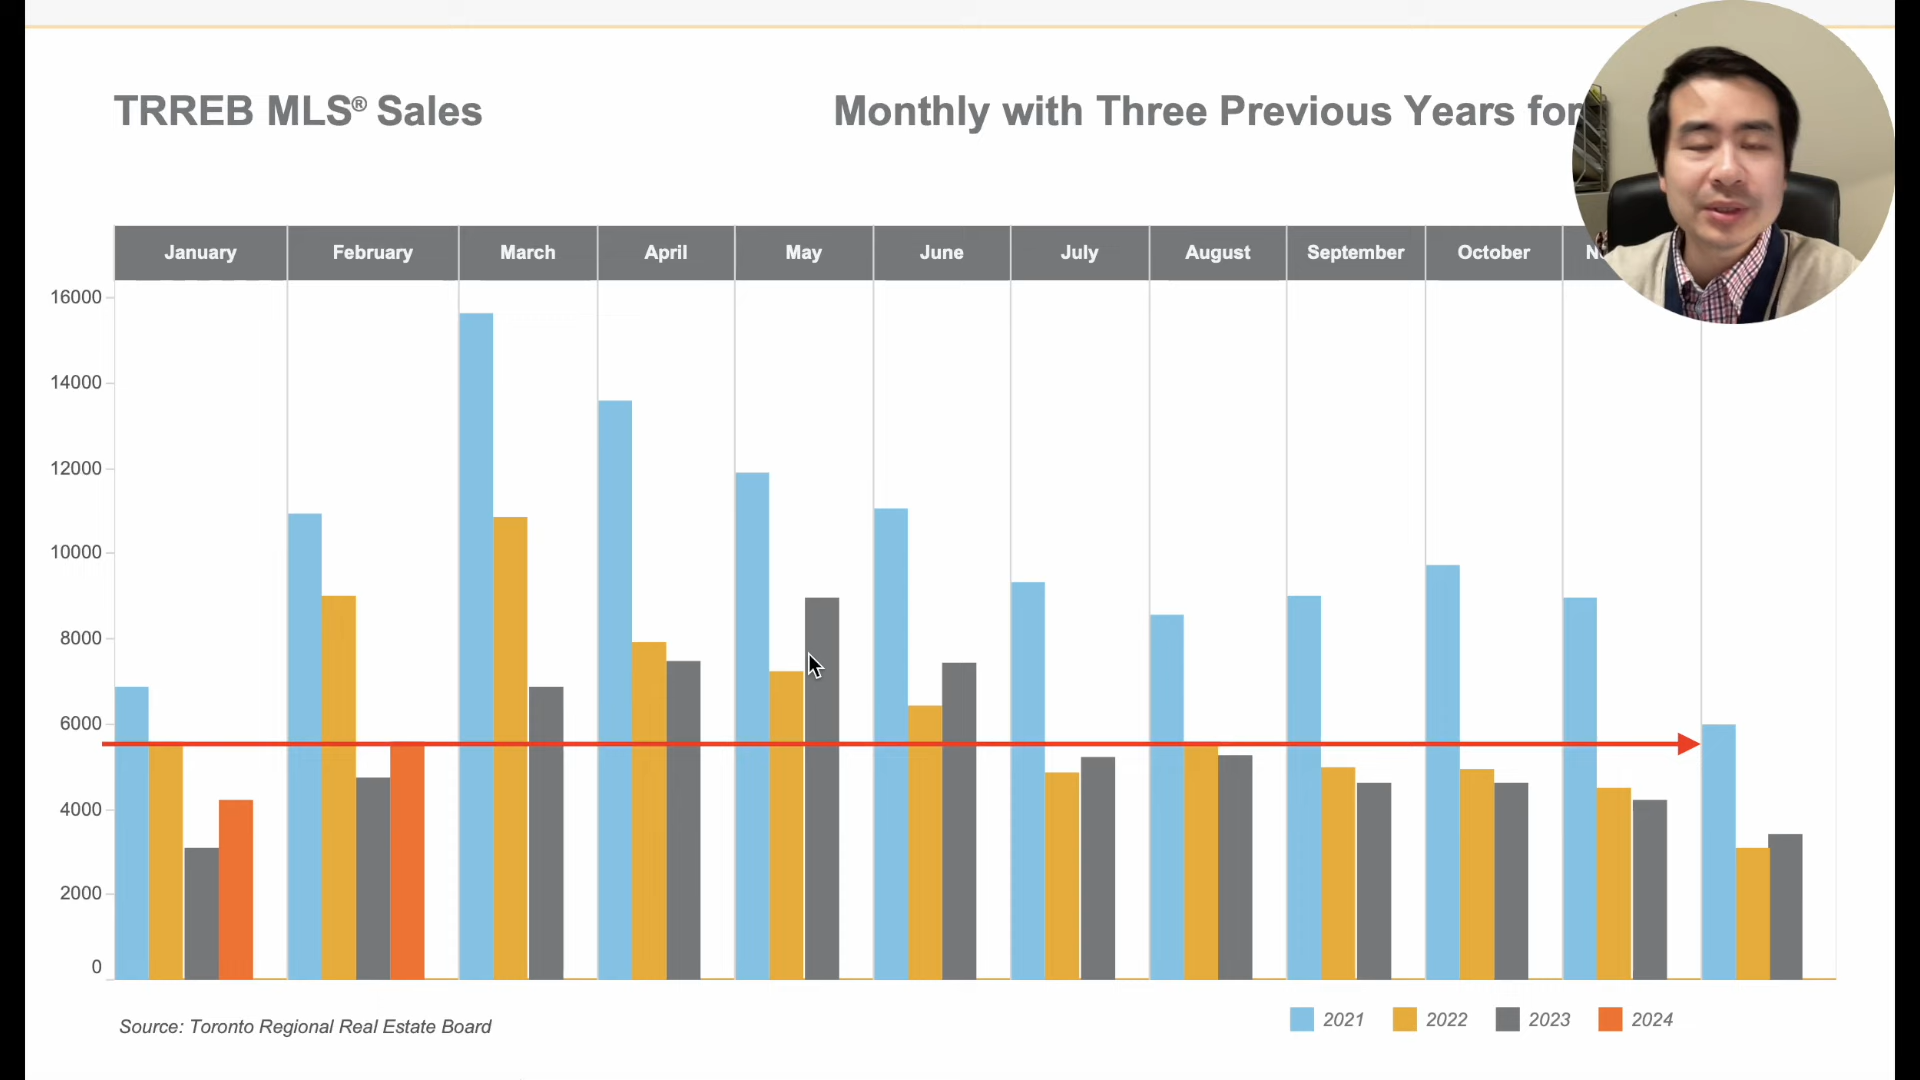 TRREB MLS® Sales
Monthly with Three Previous Years for
January February March April May June July August September October
16000
14000
12000
10000
8000
6000
4000
2000
0
Source: Toronto Regional Real Estate Board
2021 2022 2023 2024